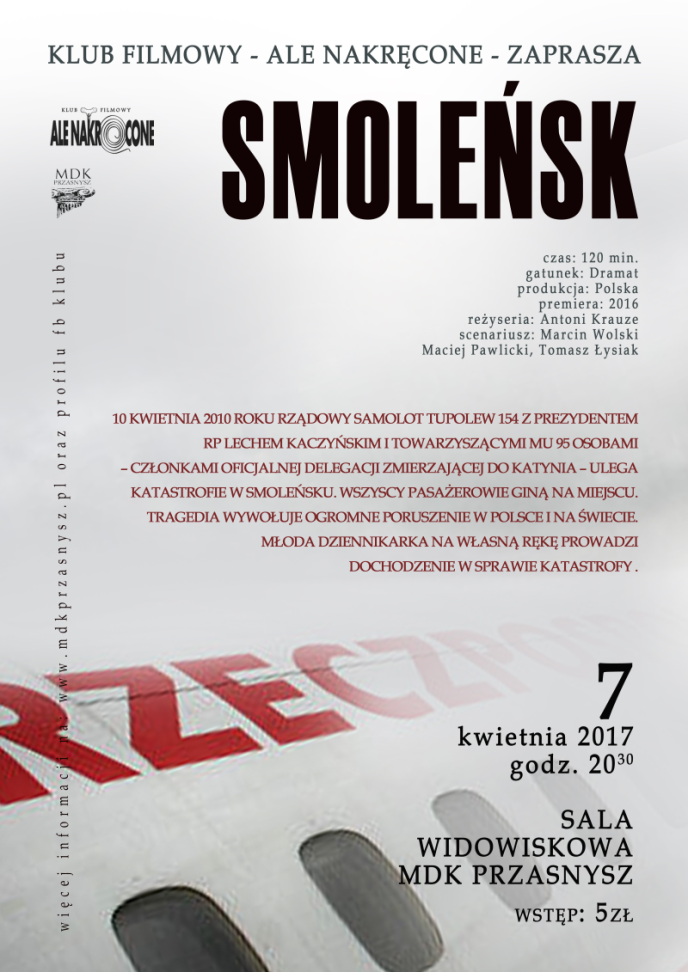 KLUB FILMOWY - ALE NAKRĘCONE - ZAPRASZA
KLUB FILMOWY
ALE NAKRĘCONE
MDK
PRZASNYSZ
SMOLEŃSK
czas: 120 min.
gatunek: Dramat
produkcja: Polska
premiera: 2016
reżyseria: Antoni Krauze
scenariusz: Marcin Wolski
Maciej Pawlicki, Tomasz Łysiak
10 KWIETNIA 2010 ROKU RZĄDOWY SAMOLOT TUPOLEW 154 Z PREZYDENTEM
RP LECHEM KACZYŃSKIM I TOWARZYSZĄCYMI MU 95 OSOBAMI
– CZŁONKAMI OFICJALNEJ DELEGACJI ZMIERZAJĄCEJ DO KATYNIA – ULEGA
KATASTROFIE W SMOLEŃSKU. WSZYSCY PASAŻEROWIE GINĄ NA MIEJSCU.
TRAGEDIA WYWOŁUJE OGROMNE PORUSZENIE W POLSCE I NA ŚWIECIE.
MŁODA DZIENNIKARKA NA WŁASNĄ RĘKĘ PROWADZI
DOCHODZENIE W SPRAWIE KATASTROFY .
więcej informacji na: www.mdkprzasnysz.pl oraz profilu fb klubu
RZECZPOSP
7
kwietnia 2017
godz. 20³⁰
SALA
WIDOWISKOWA
MDK PRZASNYSZ
WSTĘP: 5ZŁ